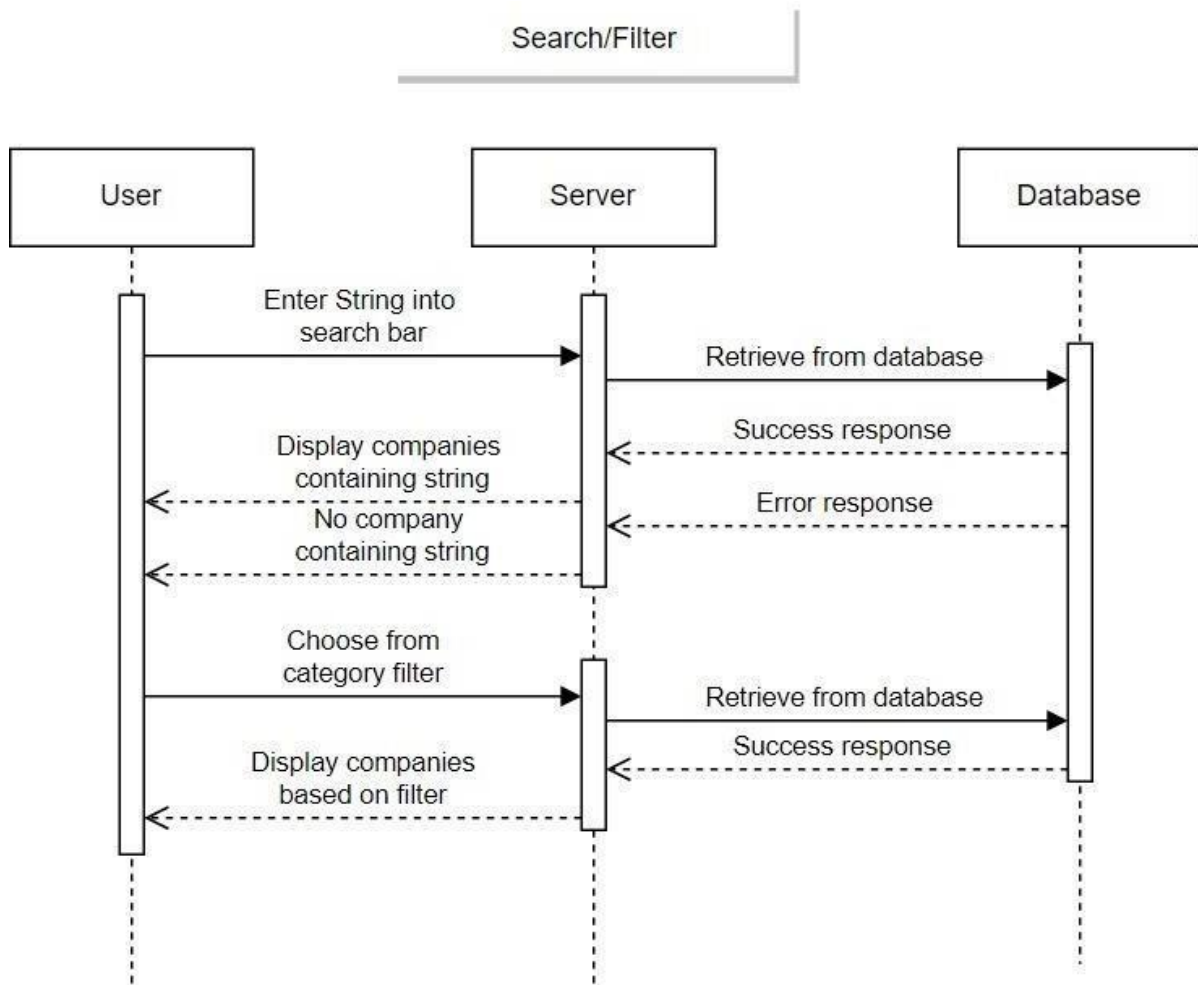 Search/Filter
User
Server
Database
Enter String into
search bar
Retrieve from database
Success response
Display companies
containing string
Error response
No company
containing string
Choose from
category filter
Retrieve from database
Success response
Display companies
based on filter